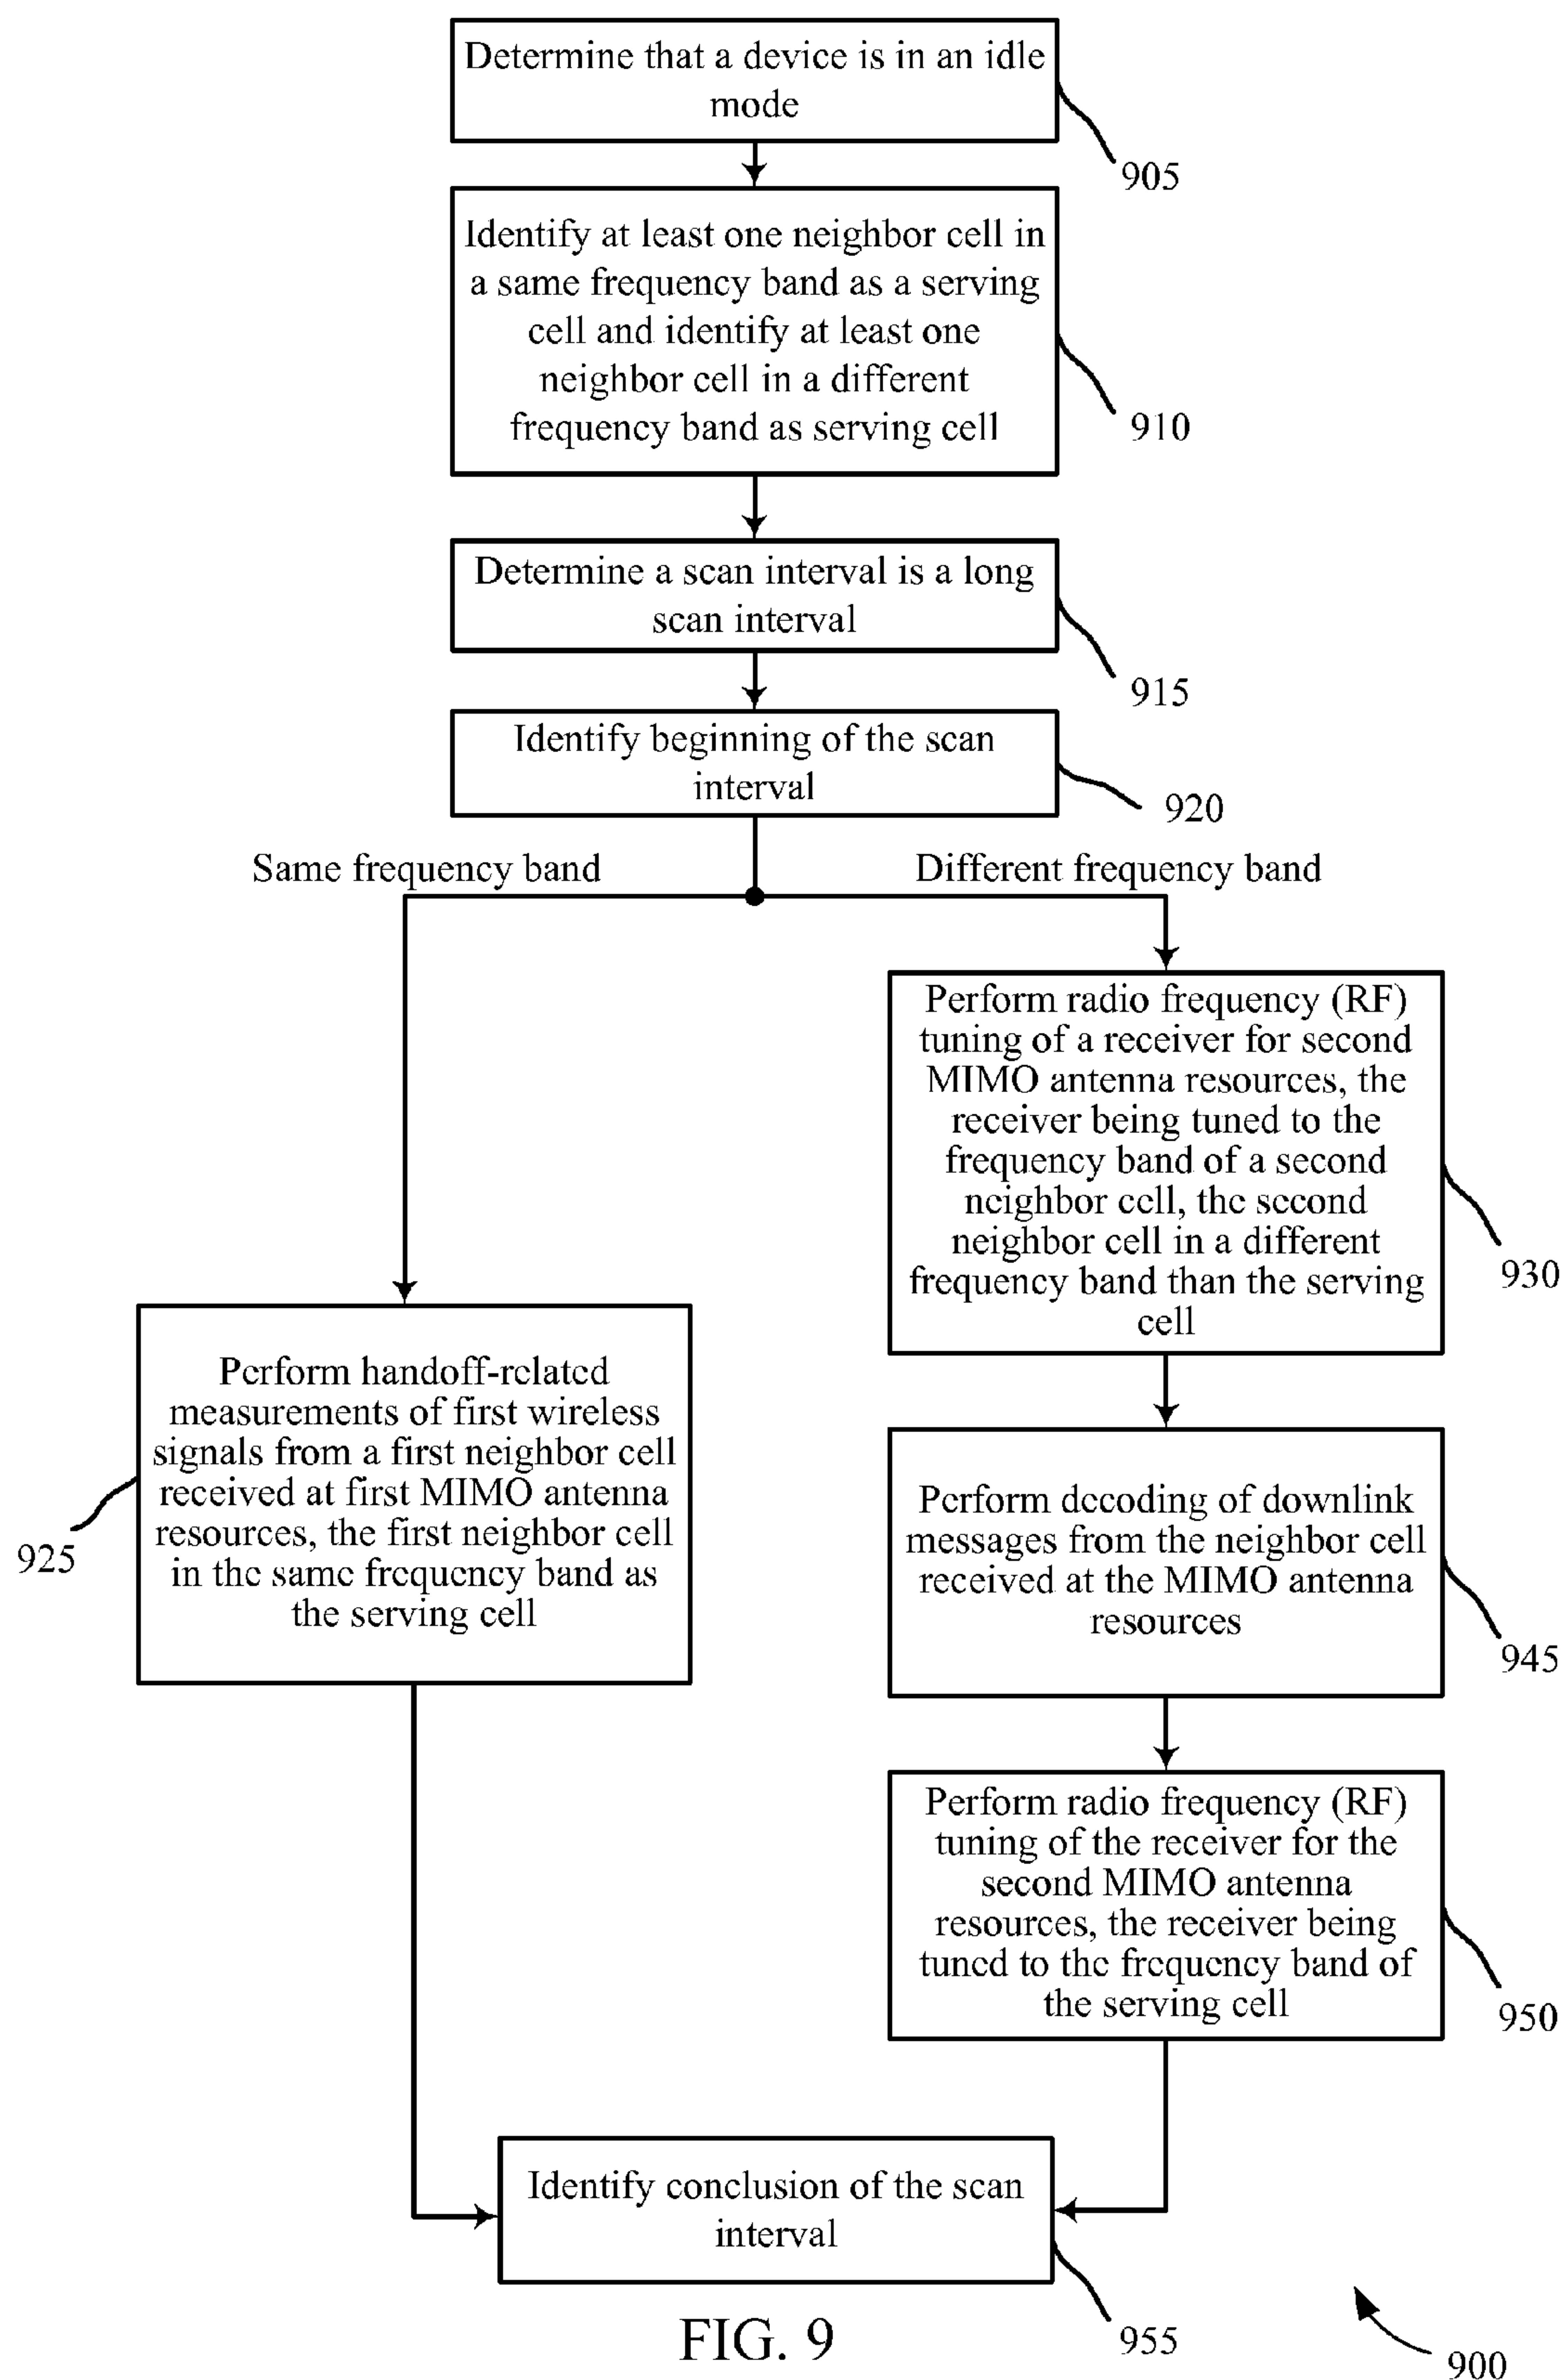 Determine that a device is in an idle
mode
905
Identify at least one neighbor cell in
a same frequency band as a serving
cell and identify at least one
neighbor cell in a different
frequency band as serving cell
910
Determine a scan interval is a long
scan interval
915
Identify beginning of the scan
interval
920
Same frequency band
Different frequency band
Perform radio frequency (RF)
tuning of a receiver for second
MIMO antenna resources, the
receiver being tuned to the
frequency band of a second
neighbor cell, the second
neighbor cell in a different
frequency band than the serving
cell
930
Perform handoff-related
measurements of first wireless
signals from a first neighbor cell
received at first MIMO antenna
resources, the first neighbor cell
in the same frequency band as
the serving cell
925
Perform decoding of downlink
messages from the neighbor cell
received at the MIMO antenna
resources
945
Perform radio frequency (RF)
tuning of the receiver for the
second MIMO antenna
resources, the receiver being
tuned to the frequency band of
the serving cell
950
Identify conclusion of the scan
interval
955
FIG. 9
900